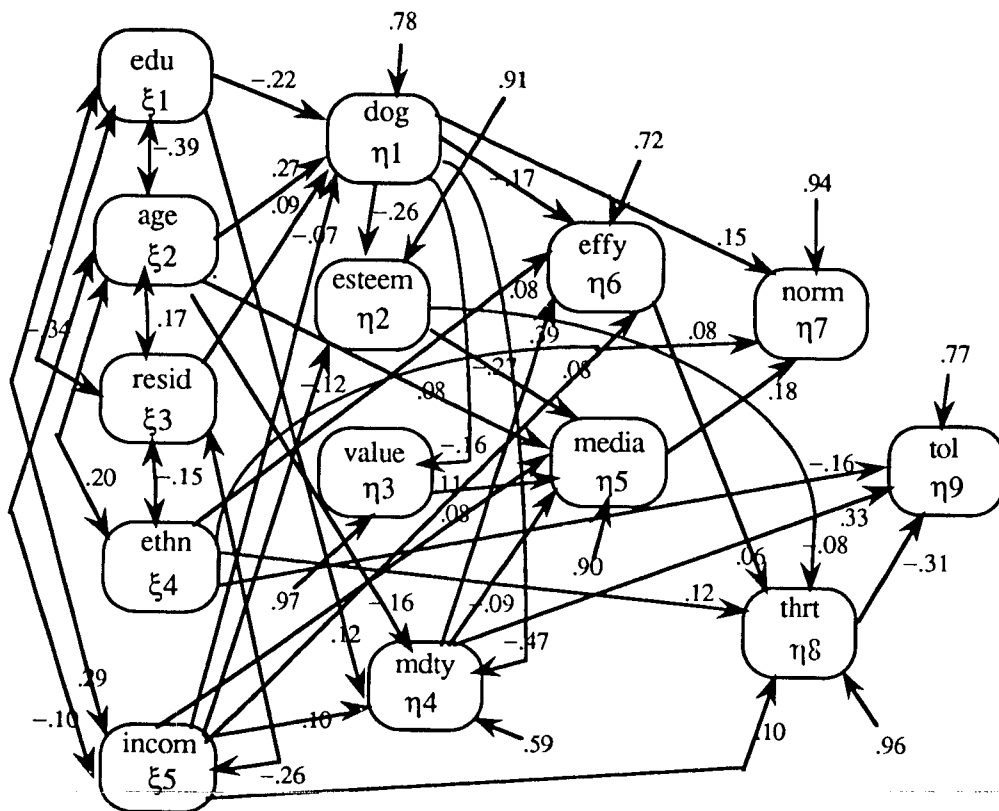 .78
edu
ξ1
-.22
.91
dog
η1
.72
-.39
.27
-.17
.94
.09
age
ξ2
-.26
-.07
effy
η6
.15
esteem
η2
.08
norm
η7
.17
-.34
.39
.08
resid
ξ3
-.12
.08
-.27
.08
.18
.77
-.16
media
η5
tol
η9
value
η3
-.15
.20
.11
-.16
ethn
ξ4
.08
.33
.97
.90
.06
-.08
-.31
.12
thrt
η8
-.16
-.09
.12
-.47
mdty
η4
.29
-.10
.10
.59
.10
.96
incom
ξ5
-.26